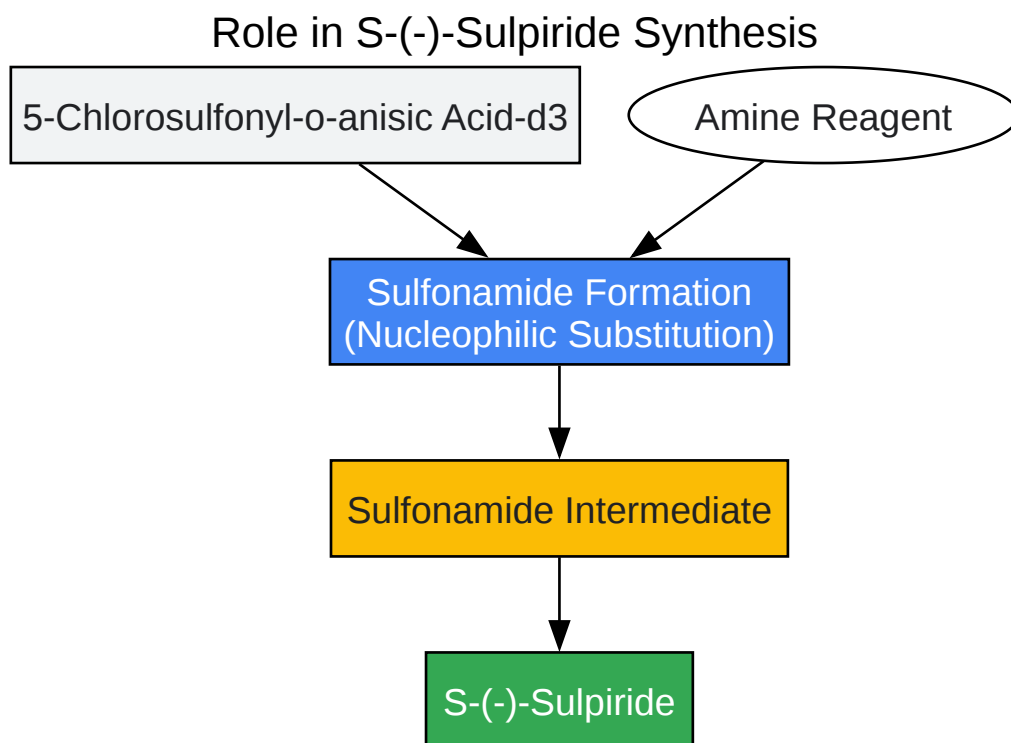 Role in S-(-)-Sulpiride Synthesis
5-Chlorosulfonyl-o-anisic Acid-d3
Amine Reagent
Sulfonamide Formation
(Nucleophilic Substitution)
Sulfonamide Intermediate
S-(-)-Sulpiride